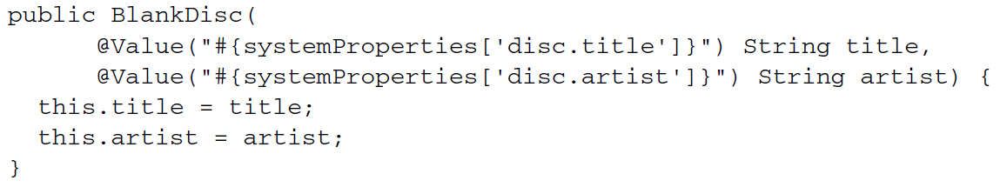 public BlankDisc(
      @Value("#{systemProperties['disc.title']}") String title,
      @Value("#{systemProperties['disc.artist']}") String artist) {
  this.title = title;
  this.artist = artist;
}